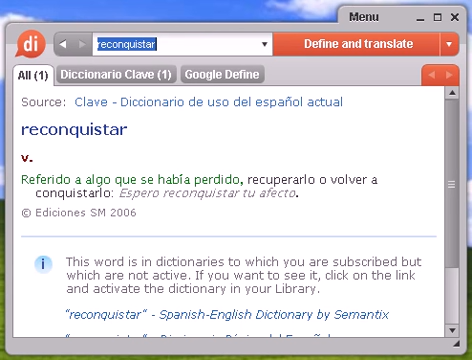 Menu
di
reconquistar
Define and translate
All (1)
Diccionario Clave (1)
Google Define
Source: Clave - Diccionario de uso del español actual
reconquistar
v.
Referido a algo que se había perdido, recuperarlo o volver a
conquistarlo: Espero reconquistar tu afecto.
© Ediciones SM 2006
i
This word is in dictionaries to which you are subscribed but
which are not active. If you want to see it, click on the link
and activate the dictionary in your Library.
"reconquistar" - Spanish-English Dictionary by Semantix